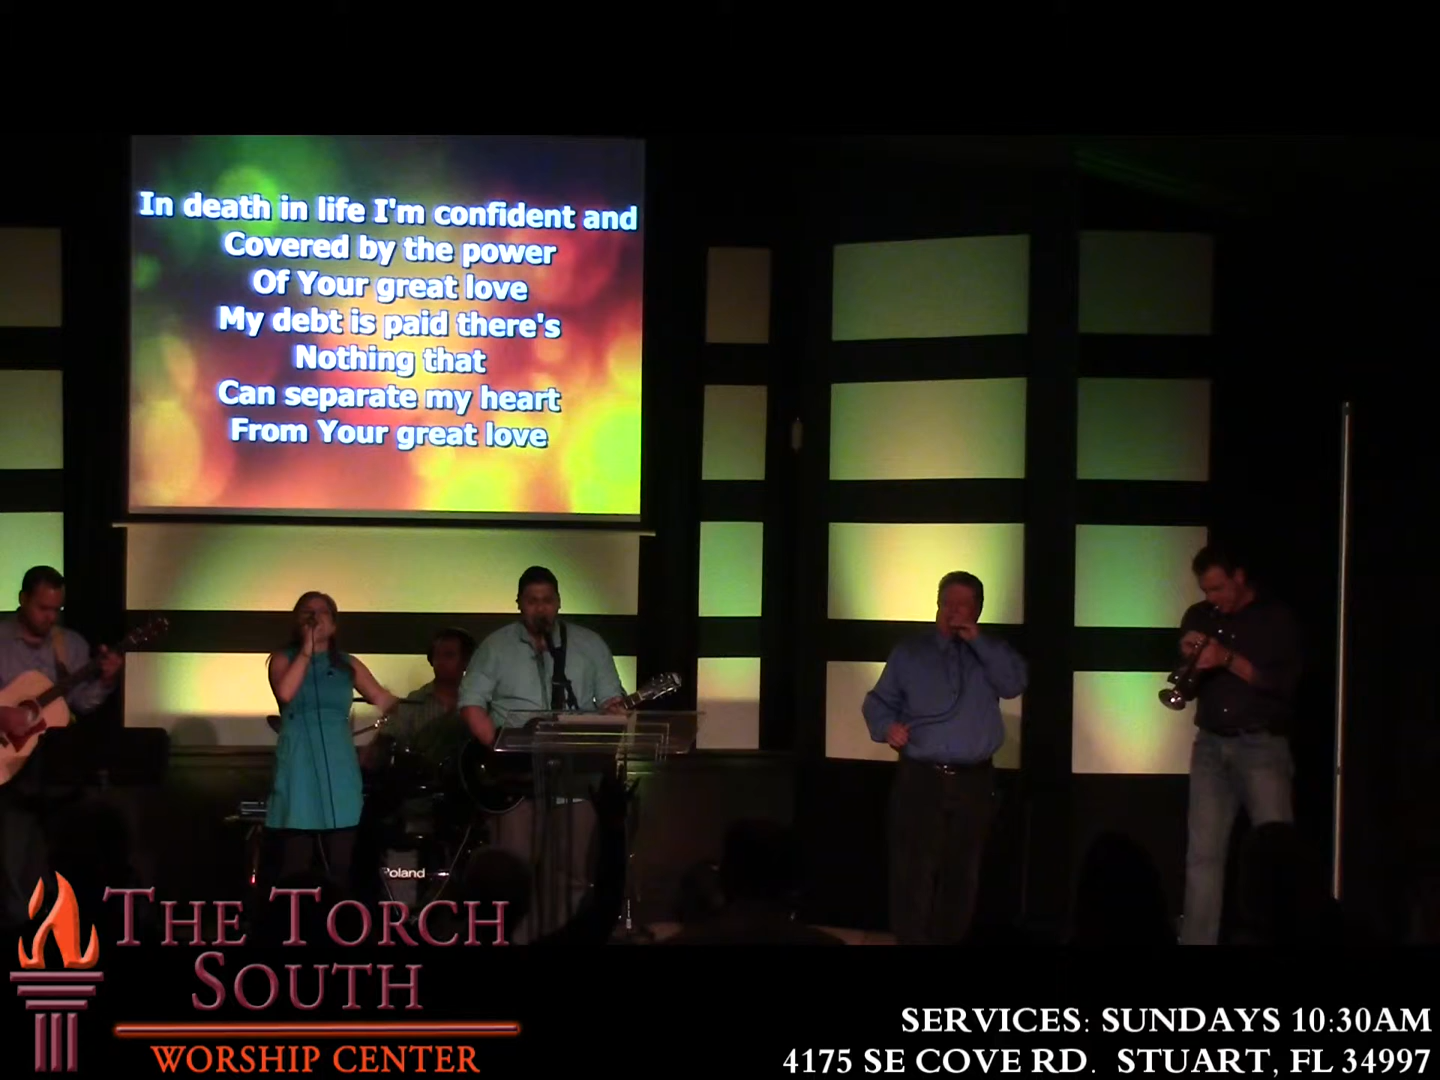 In death in life I'm confident and
Covered by the power
Of Your great love
My debt is paid there's
Nothing that
Can separate my heart
From Your great love
Roland
THE TORCH
SOUTH
WORSHIP CENTER
SERVICES: SUNDAYS 10:30AM
4175 SE COVE RD. STUART, FL 34997